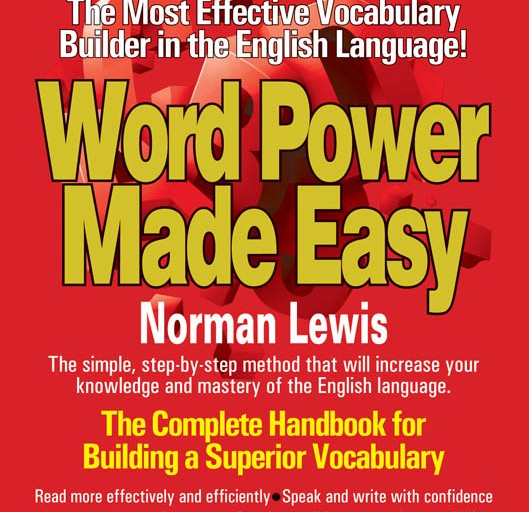 The Most Effective Vocabulary
Builder in the English Language!
Word Power
Made Easy
Norman Lewis
The simple, step-by-step method that will increase your
knowledge and mastery of the English language.
The Complete Handbook for
Building a Superior Vocabulary
Read more effectively and efficiently●Speak and write with confidence